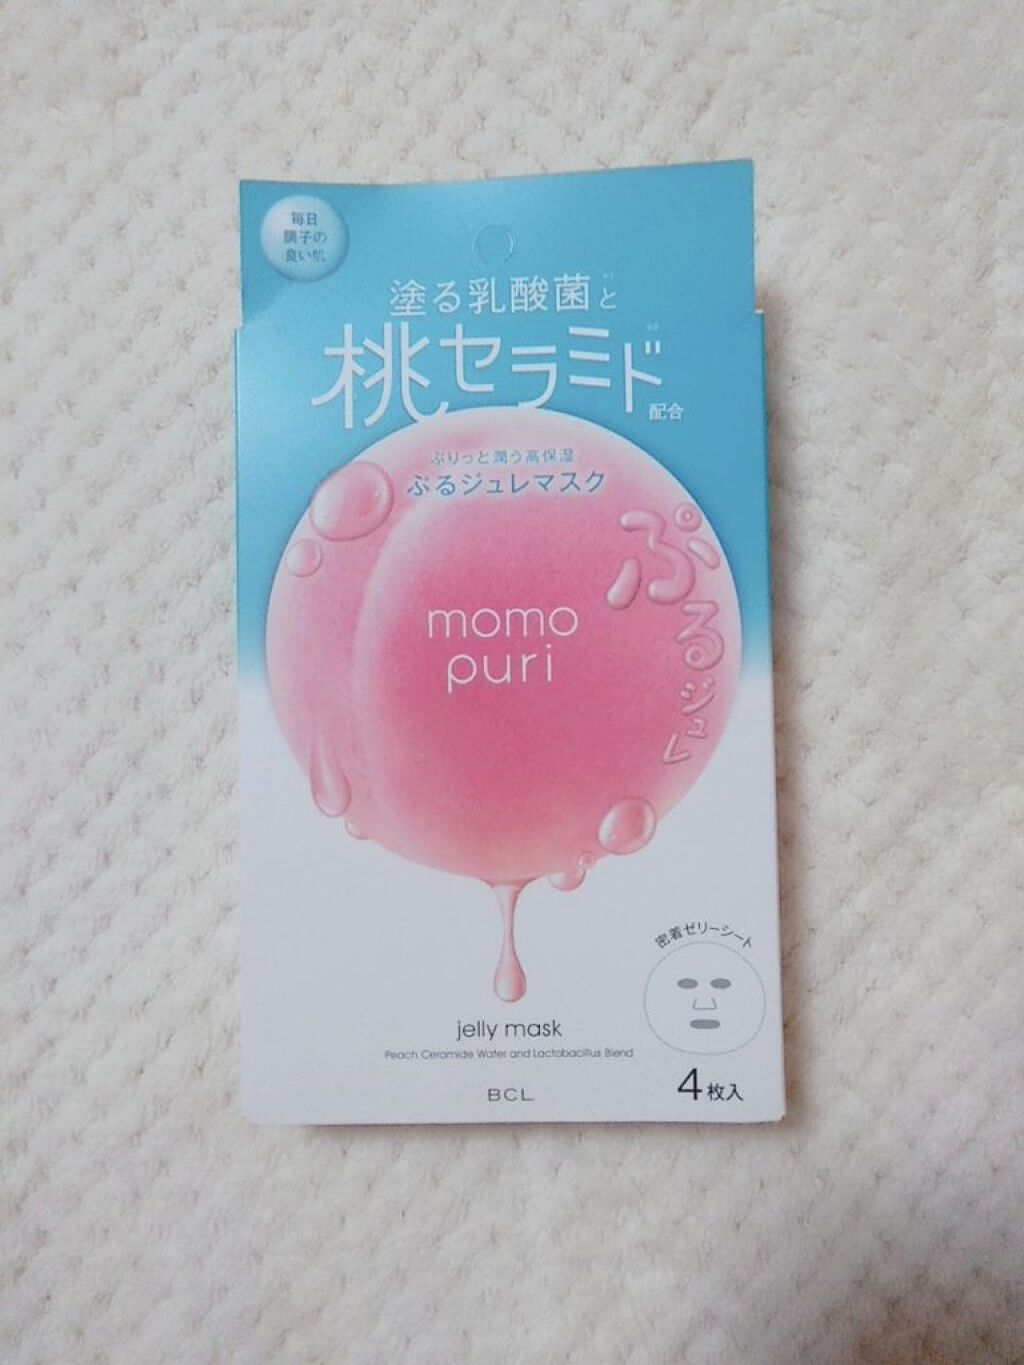 毎日
調子の
良い肌
塗る乳酸菌と
桃セラミド
配合
ぷりっと潤う高保湿
ぷるジュレマスク
ぷるジュレ
momo
puri
密着ゼリーシート
jelly mask
Peach Ceramide Water and Lactobacillus Blend
BCL
4枚入